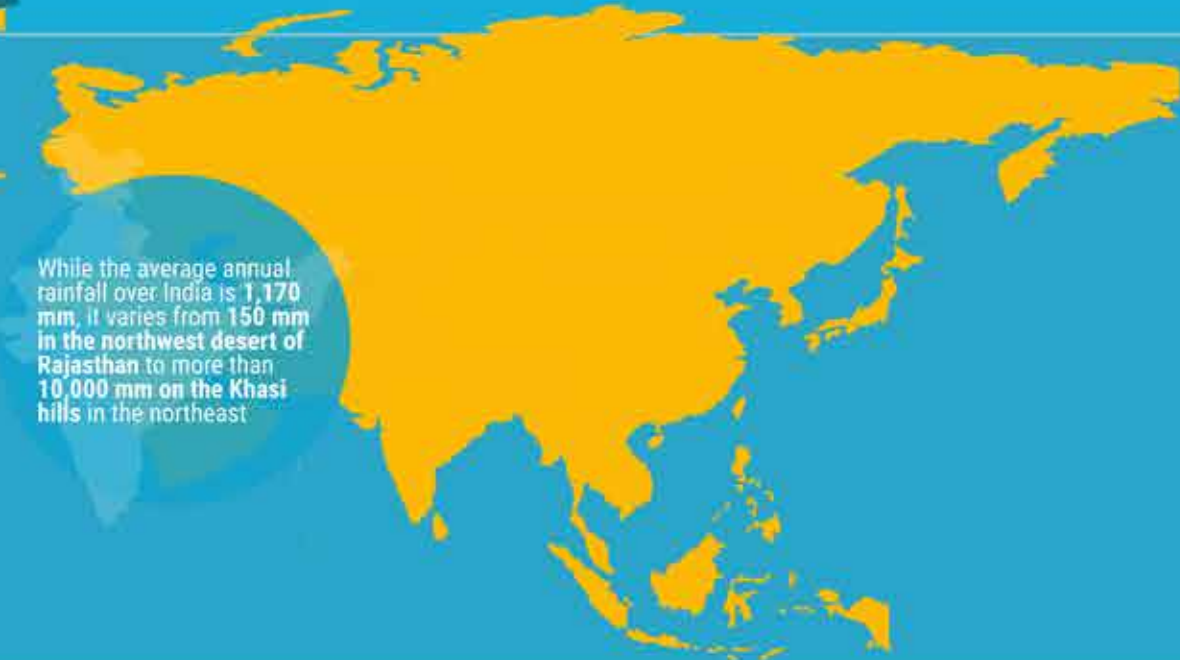 While the average annual
rainfall over India is 1,170
mm, it varies from 150 mm
in the northwest desert of
Rajasthan to more than
10,000 mm on the Khasi
hills in the northeast